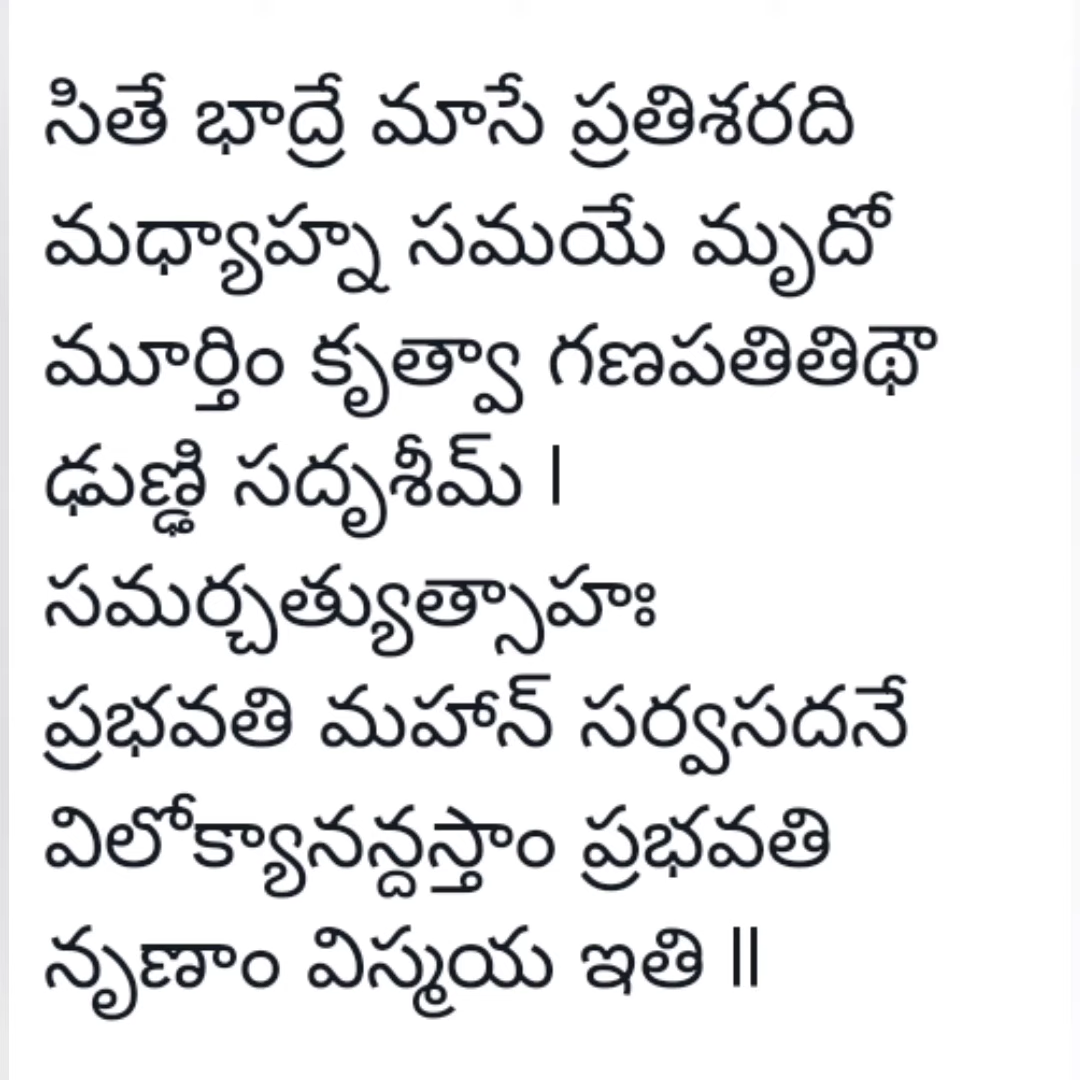 సితే భాద్రే మాసే ప్రతిశరది
మధ్యాహ్న సమయే మృదో
మూర్తిం కృత్వా గణపతితిథౌ
ఢుణ్ఢి సదృశీమ్ |
సమర్చత్యుత్సాహః
ప్రభవతి మహాన్ సర్వసదనే
విలోక్యానన్దస్తాం ప్రభవతి
నృణాం విస్మయ ఇతి ||